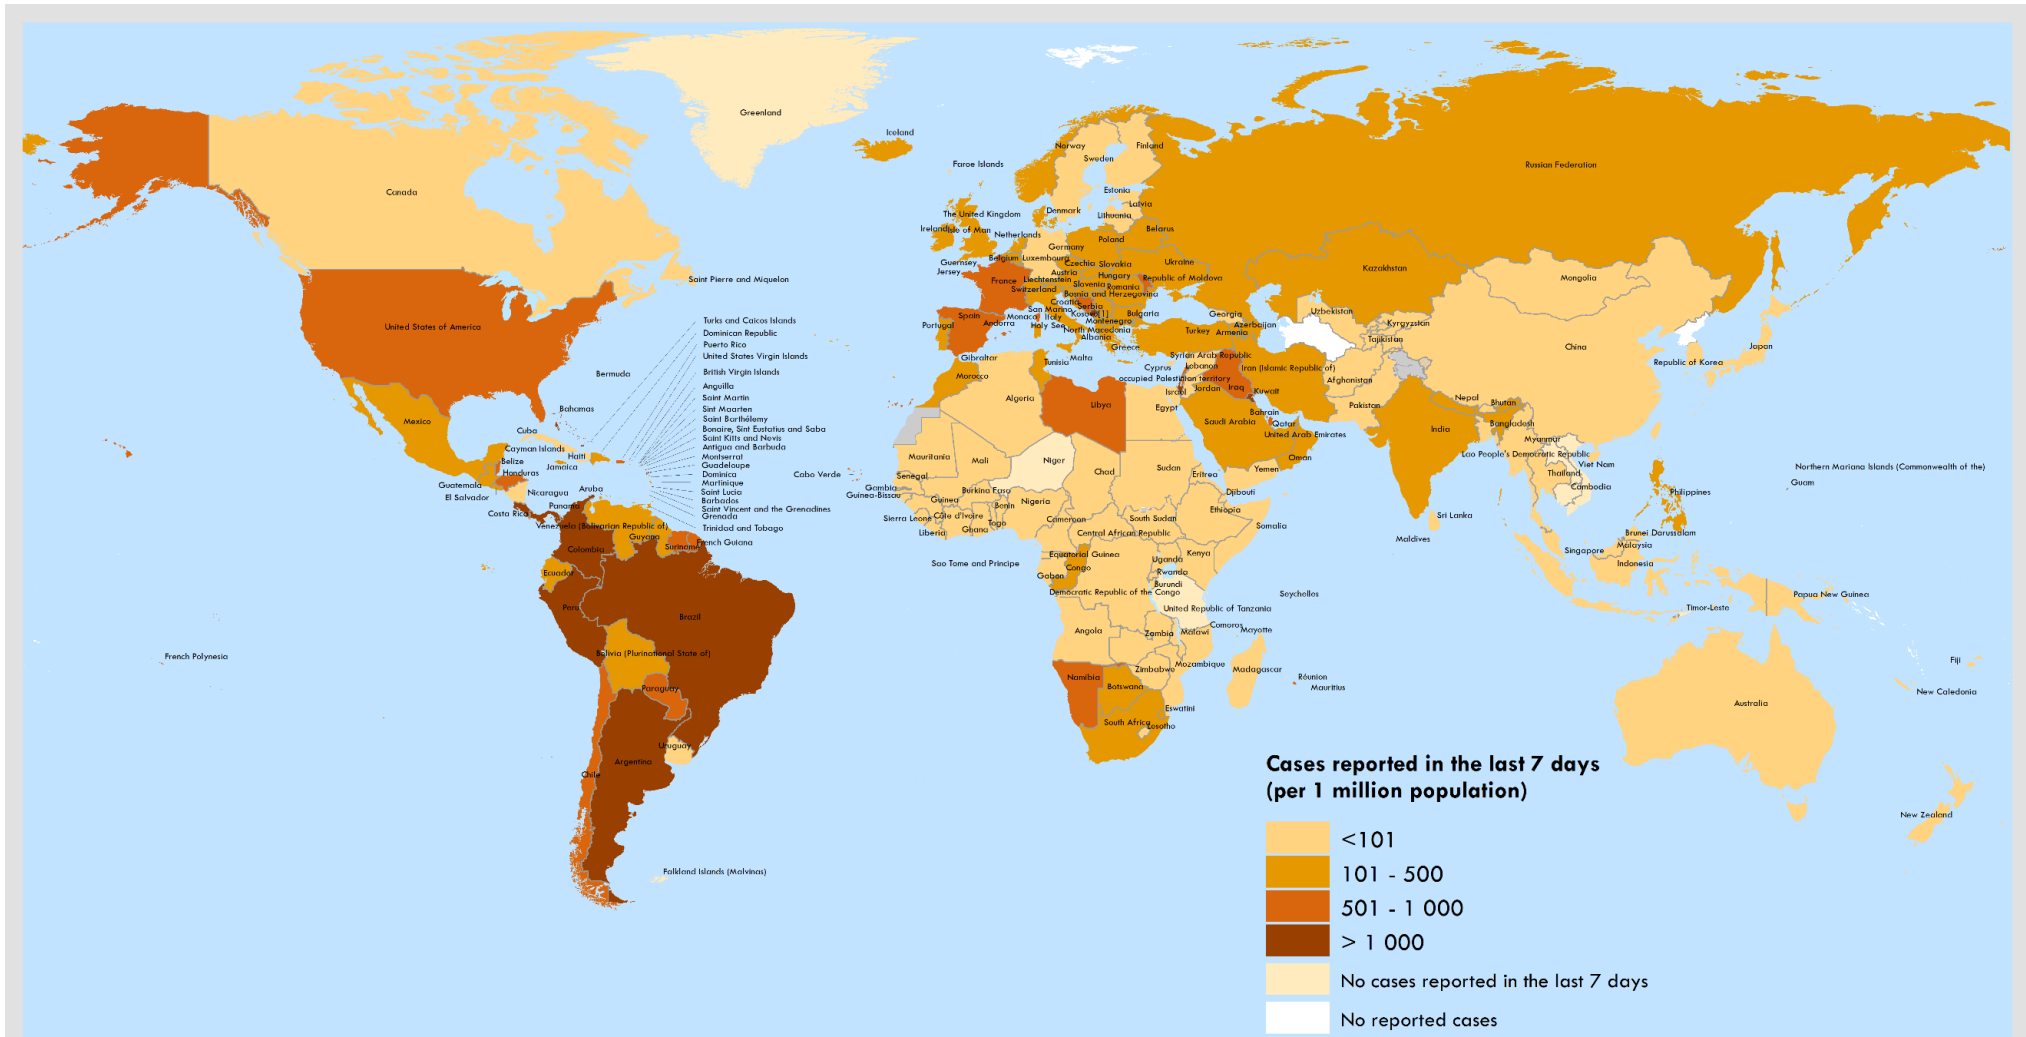 Greenland
Iceland
Faroe Islands
Norway
Sweden
Finland
Russian Federation
Canada
Estonia
Latvia
Lithuania
Denmark
The United Kingdom
Ireland
Isle of Man
Netherlands
Belarus
Poland
Germany
Guernsey
Jersey
Belgium
Luxembourg
Czechia
Slovakia
Ukraine
Kazakhstan
Mongolia
Austria
Hungary
Republic of Moldova
France
Liechtenstein
Switzerland
Slovenia
Romania
Bosnia and Herzegovina
Croatia
Serbia
Saint Pierre and Miquelon
San Marino
Monaco
Italy
Kosovo[1]
Bulgaria
Montenegro
Holy See
North Macedonia
Albania
Greece
Spain
Andorra
Portugal
Gibraltar
Georgia
Uzbekistan
Azerbaijan
Armenia
Turkey
Kyrgyzstan
Tajikistan
China
Japan
Republic of Korea
United States of America
Turks and Caicos Islands
Dominican Republic
Puerto Rico
United States Virgin Islands
British Virgin Islands
Anguilla
Saint Martin
Sint Maarten
Saint Barthélemy
Bonaire, Sint Eustatius and Saba
Saint Kitts and Nevis
Antigua and Barbuda
Montserrat
Guadeloupe
Dominica
Martinique
Saint Lucia
Barbados
Saint Vincent and the Grenadines
Grenada
Trinidad and Tobago
Bermuda
Bahamas
Cuba
Mexico
Cayman Islands
Haiti
Jamaica
Belize
Honduras
Guatemala
El Salvador
Nicaragua
Aruba
Costa Rica
Panama
Venezuela (Bolivarian Republic of)
Guyana
Suriname
French Guiana
Colombia
Ecuador
Peru
Brazil
Bolivia (Plurinational State of)
Paraguay
Uruguay
Argentina
Chile
Falkland Islands (Malvinas)
French Polynesia
Tunisia
Malta
Cyprus
Syrian Arab Republic
Lebanon
occupied Palestinian territory
Israel
Jordan
Iraq
Iran (Islamic Republic of)
Kuwait
Afghanistan
Pakistan
Bahrain
Qatar
United Arab Emirates
Saudi Arabia
Oman
Yemen
Morocco
Algeria
Libya
Egypt
Nepal
Bhutan
Bangladesh
India
Myanmar
Lao People's Democratic Republic
Viet Nam
Thailand
Cambodia
Philippines
Sri Lanka
Maldives
Brunei Darussalam
Malaysia
Singapore
Indonesia
Timor-Leste
Papua New Guinea
Northern Mariana Islands (Commonwealth of the)
Guam
Fiji
New Caledonia
Australia
New Zealand
Cabo Verde
Mauritania
Mali
Niger
Chad
Sudan
Eritrea
Djibouti
Senegal
Gambia
Guinea-Bissau
Guinea
Burkina Faso
Benin
Nigeria
Sierra Leone
Côte d'Ivoire
Ghana
Togo
Liberia
Cameroon
Central African Republic
South Sudan
Ethiopia
Somalia
Sao Tome and Principe
Equatorial Guinea
Gabon
Congo
Uganda
Kenya
Rwanda
Burundi
Democratic Republic of the Congo
United Republic of Tanzania
Seychelles
Comoros
Mayotte
Angola
Zambia
Malawi
Mozambique
Zimbabwe
Madagascar
Réunion
Mauritius
Namibia
Botswana
Eswatini
South Africa
Lesotho
Cases reported in the last 7 days
(per 1 million population)
<101
101 - 500
501 - 1 000
> 1 000
No cases reported in the last 7 days
No reported cases